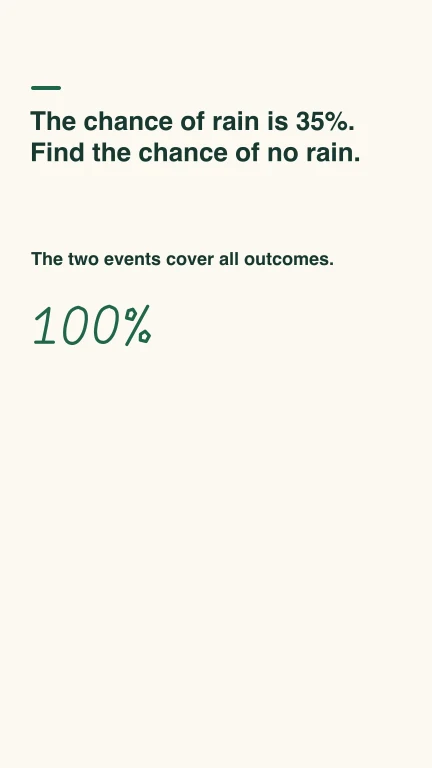 The chance of rain is 35%.
Find the chance of no rain.
The two events cover all outcomes.
100%